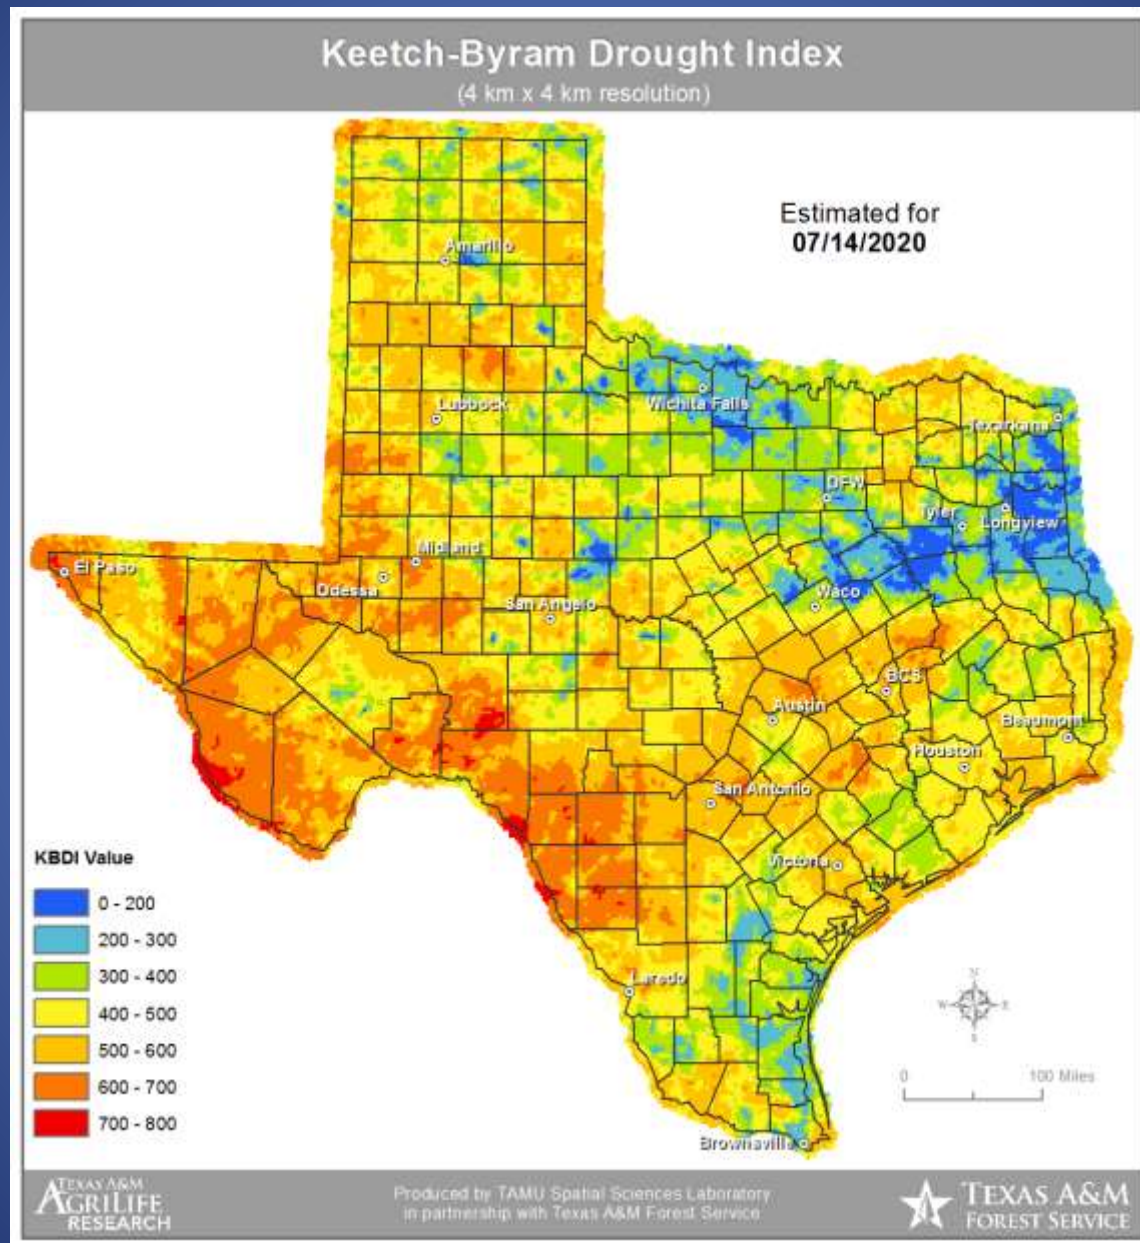 Keetch-Byram Drought Index
(4 km x 4 km resolution)
Estimated for
07/14/2020
Amarillo
Lubbock
Wichita Falls
Texarkana
DFW
Tyler
Longview
Midland
El Paso
Odessa
San Angelo
Waco
BCS
Austin
Beaumont
Houston
San Antonio
Victoria
Laredo
Brownsville
KBDI Value
0 - 200
200 - 300
300 - 400
400 - 500
500 - 600
600 - 700
700 - 800
N
W
E
S
0 100 Miles
TEXAS A&M
AGRILIFE
RESEARCH
Produced by TAMU Spatial Sciences Laboratory
in partnership with Texas A&M Forest Service
TEXAS A&M
FOREST SERVICE